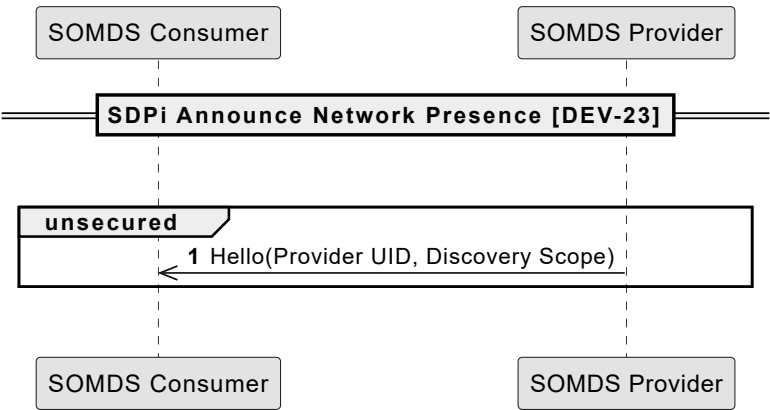 SOMDS Consumer
SOMDS Provider
SDPi Announce Network Presence [DEV-23]
unsecured
1 Hello(Provider UID, Discovery Scope)
SOMDS Consumer
SOMDS Provider